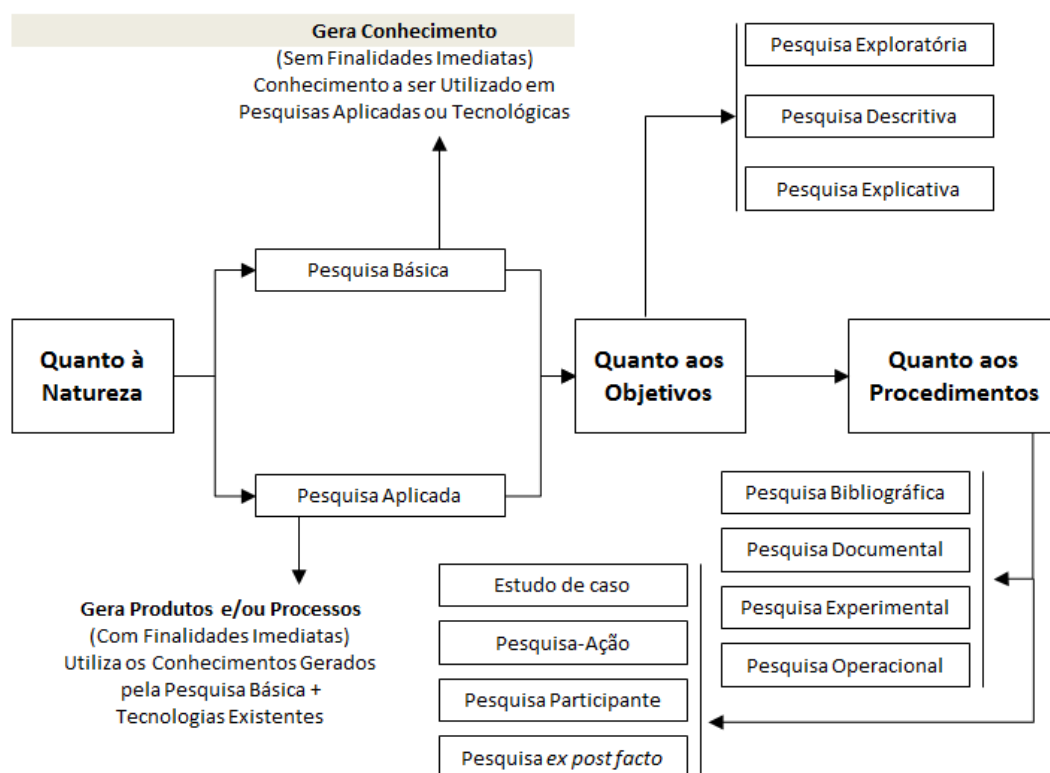 Gera Conhecimento
(Sem Finalidades Imediatas)
Conhecimento a ser Utilizado em
Pesquisas Aplicadas ou Tecnológicas
Pesquisa Exploratória
Pesquisa Descritiva
Pesquisa Explicativa
Pesquisa Básica
Quanto à
Natureza
Quanto aos
Objetivos
Quanto aos
Procedimentos
Pesquisa Aplicada
Gera Produtos e/ou Processos
(Com Finalidades Imediatas)
Utiliza os Conhecimentos Gerados
pela Pesquisa Básica +
Tecnologias Existentes
Pesquisa Bibliográfica
Pesquisa Documental
Pesquisa Experimental
Pesquisa Operacional
Estudo de caso
Pesquisa-Ação
Pesquisa Participante
Pesquisa ex post facto